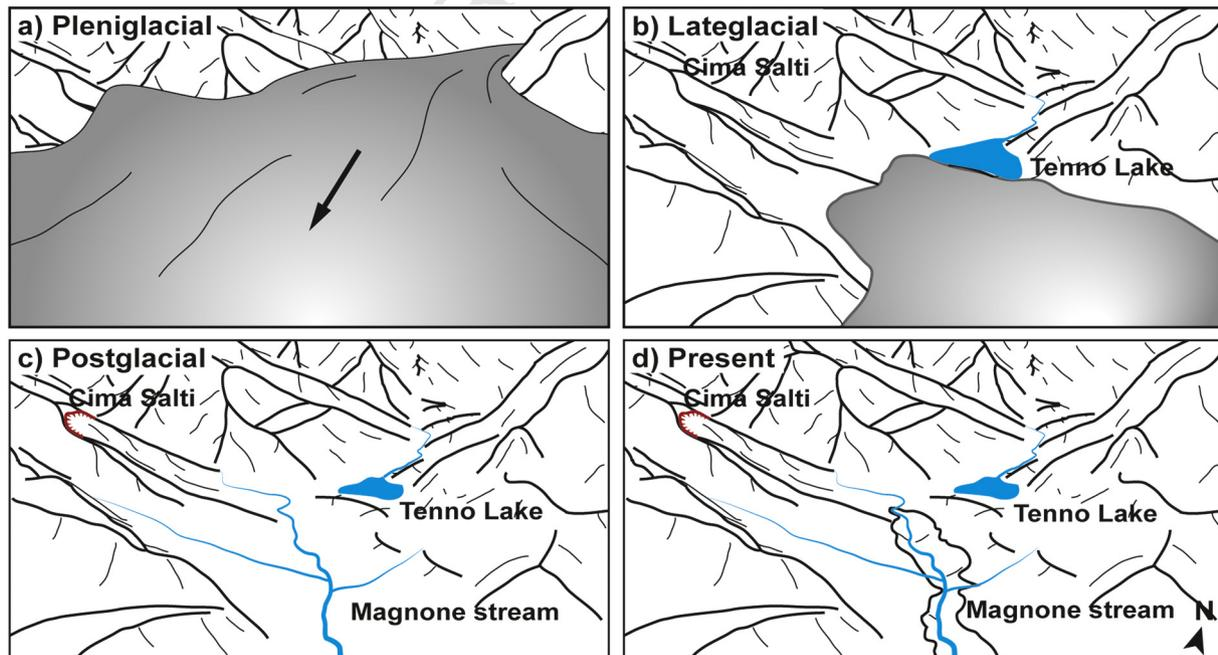 a) Pleniglacial
b) Lateglacial
Cima Salti
Tenno Lake
c) Postglacial
Cima Salti
Tenno Lake
Magnone stream
d) Present
Cima Salti
Tenno Lake
Magnone stream
N